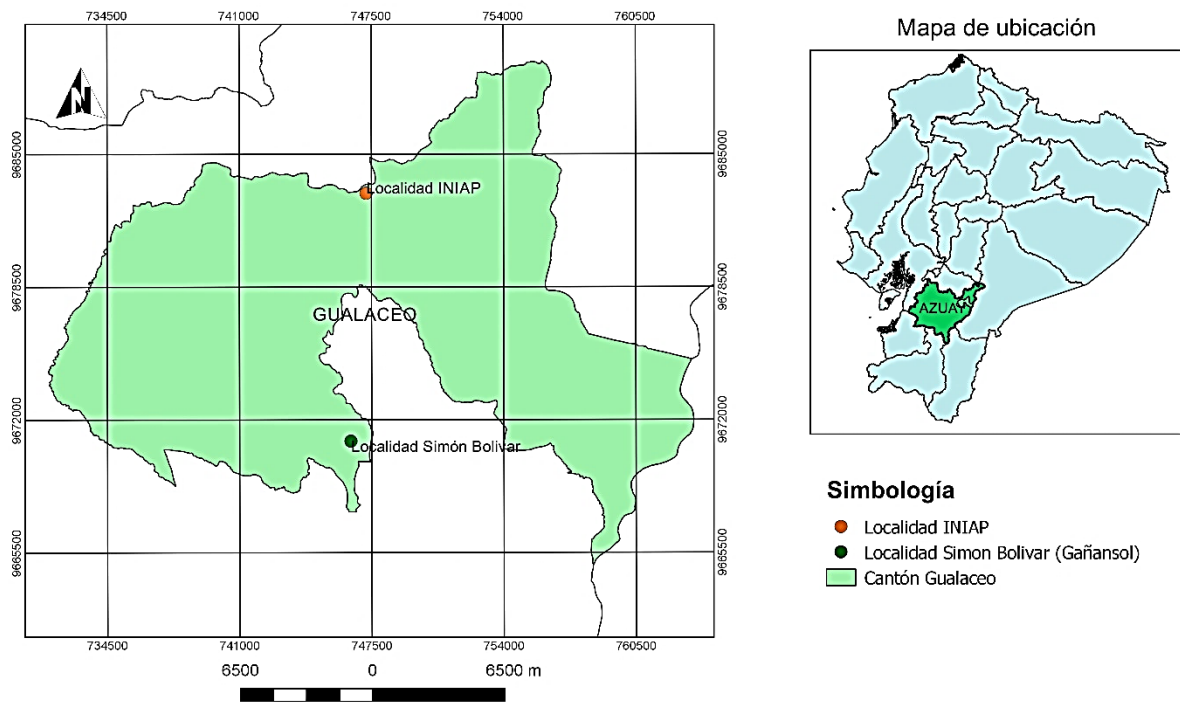 734500 741000 747500 754000 760500
Mapa de ubicación
N
9685000 9685000
Localidad INIAP
9678500 9678500
GUALACEO
AZUAY
9672000 9672000
Localidad Simón Bolivar
Simbología
Localidad INIAP
Localidad Simon Bolivar (Gañansol)
Cantón Gualaceo
9665500 9665500
734500 741000 747500 754000 760500
6500 0 6500 m